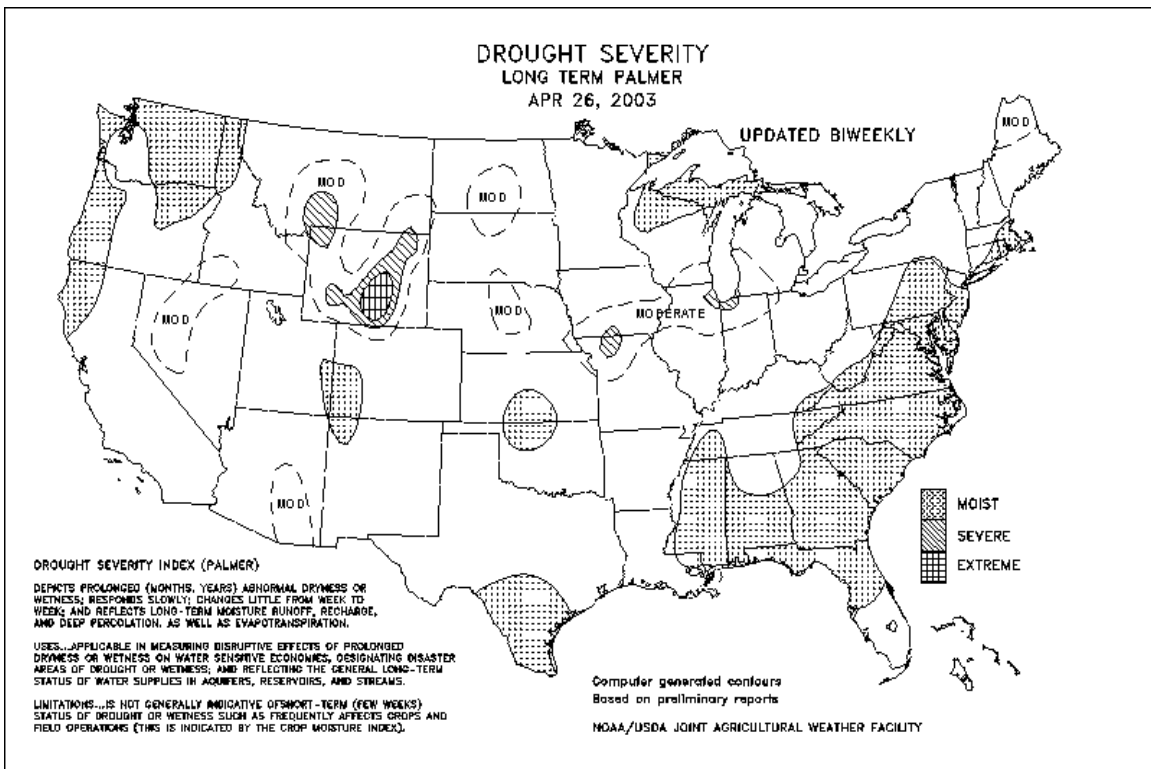 DROUGHT SEVERITY
LONG TERM PALMER
APR 26, 2003
UPDATED BIWEEKLY
MOD
MOD
MOD
MOD
MOD
MODERATE
MOD
MOIST
SEVERE
EXTREME
DROUGHT SEVERITY INDEX (PALMER)
DEPICTS PROLONGED (MONTHS, YEARS) ABNORMAL DRYNESS OR
WETNESS; RESPONDS SLOWLY; CHANGES LITTLE FROM WEEK TO
WEEK; AND REFLECTS LONG-TERM MOISTURE RUNOFF, RECHARGE,
AND DEEP PERCOLATION, AS WELL AS EVAPOTRANSPIRATION.
USES...APPLICABLE IN MEASURING DISRUPTIVE EFFECTS OF PROLONGED
DRYNESS OR WETNESS ON WATER SENSITIVE ECONOMIES, DESIGNATING DISASTER
AREAS OF DROUGHT OR WETNESS; AND REFLECTING THE GENERAL LONG-TERM
STATUS OF WATER SUPPLIES IN AQUIFERS, RESERVOIRS, AND STREAMS.
LIMITATIONS...IS NOT GENERALLY INDICATIVE OFSHORT-TERM (FEW WEEKS)
STATUS OF DROUGHT OR WETNESS SUCH AS FREQUENTLY AFFECTS CROPS AND
FIELD OPERATIONS (THIS IS INDICATED BY THE CROP MOISTURE INDEX).
Computer generated contours
Based on preliminary reports
NOAA/USDA JOINT AGRICULTURAL WEATHER FACILITY